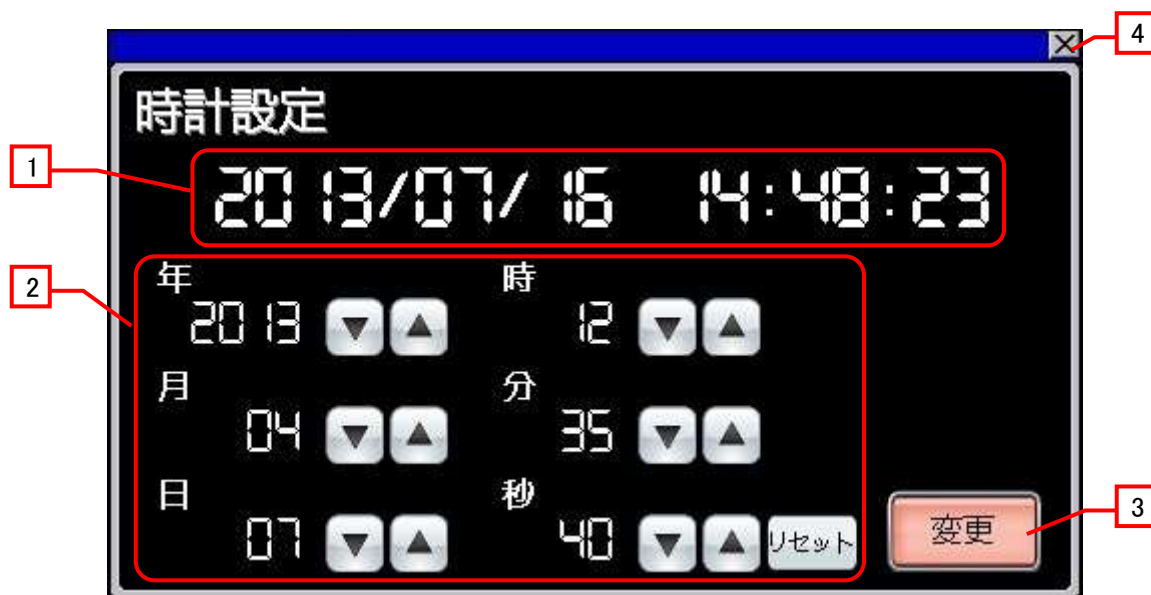 4
時計設定
1
2013/07/16 14:48:23
2
年 時
2013 ▼ ▲ 12 ▼ ▲
月 分
04 ▼ ▲ 35 ▼ ▲
日 秒
07 ▼ ▲ 40 ▼ ▲ リセット
変更
3